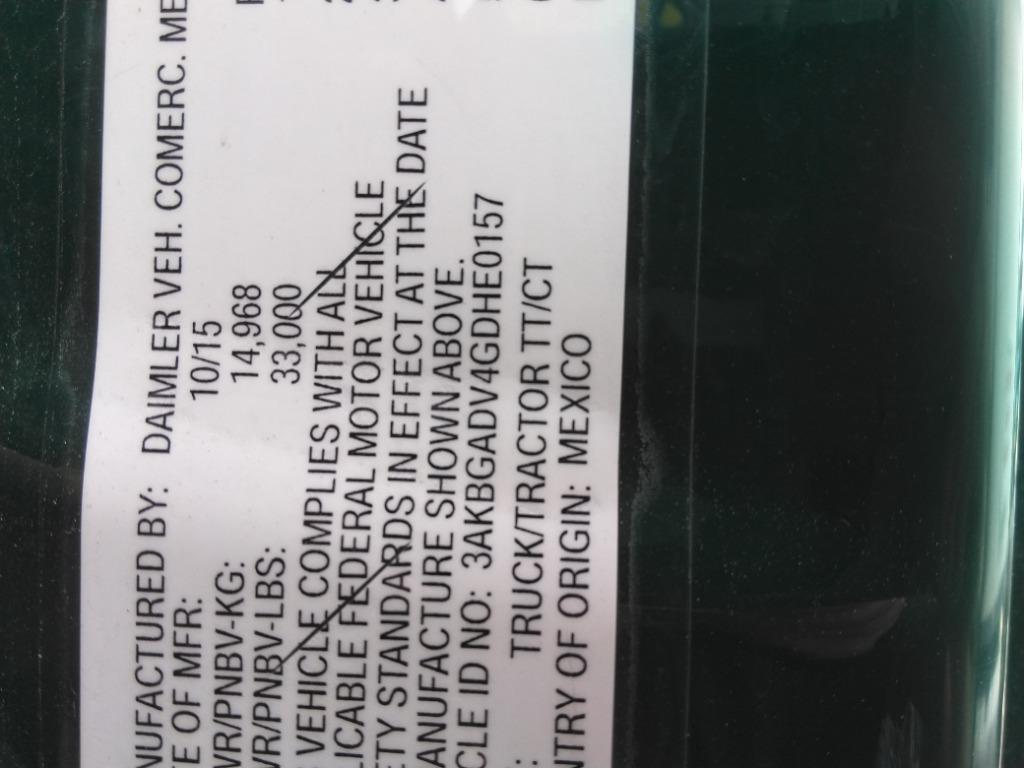 NUFACTURED BY: DAIMLER VEH. COMERC. ME
TE OF MFR: 10/15
VR/PNBV-KG: 14,968
VR/PNBV-LBS: 33,000
VEHICLE COMPLIES WITH ALL
LICABLE FEDERAL MOTOR VEHICLE
ETY STANDARDS IN EFFECT AT THE DATE
ANUFACTURE SHOWN ABOVE.
CLE ID NO: 3AKBGADV4GDHE0157
: TRUCK/TRACTOR TT/CT
NTRY OF ORIGIN: MEXICO